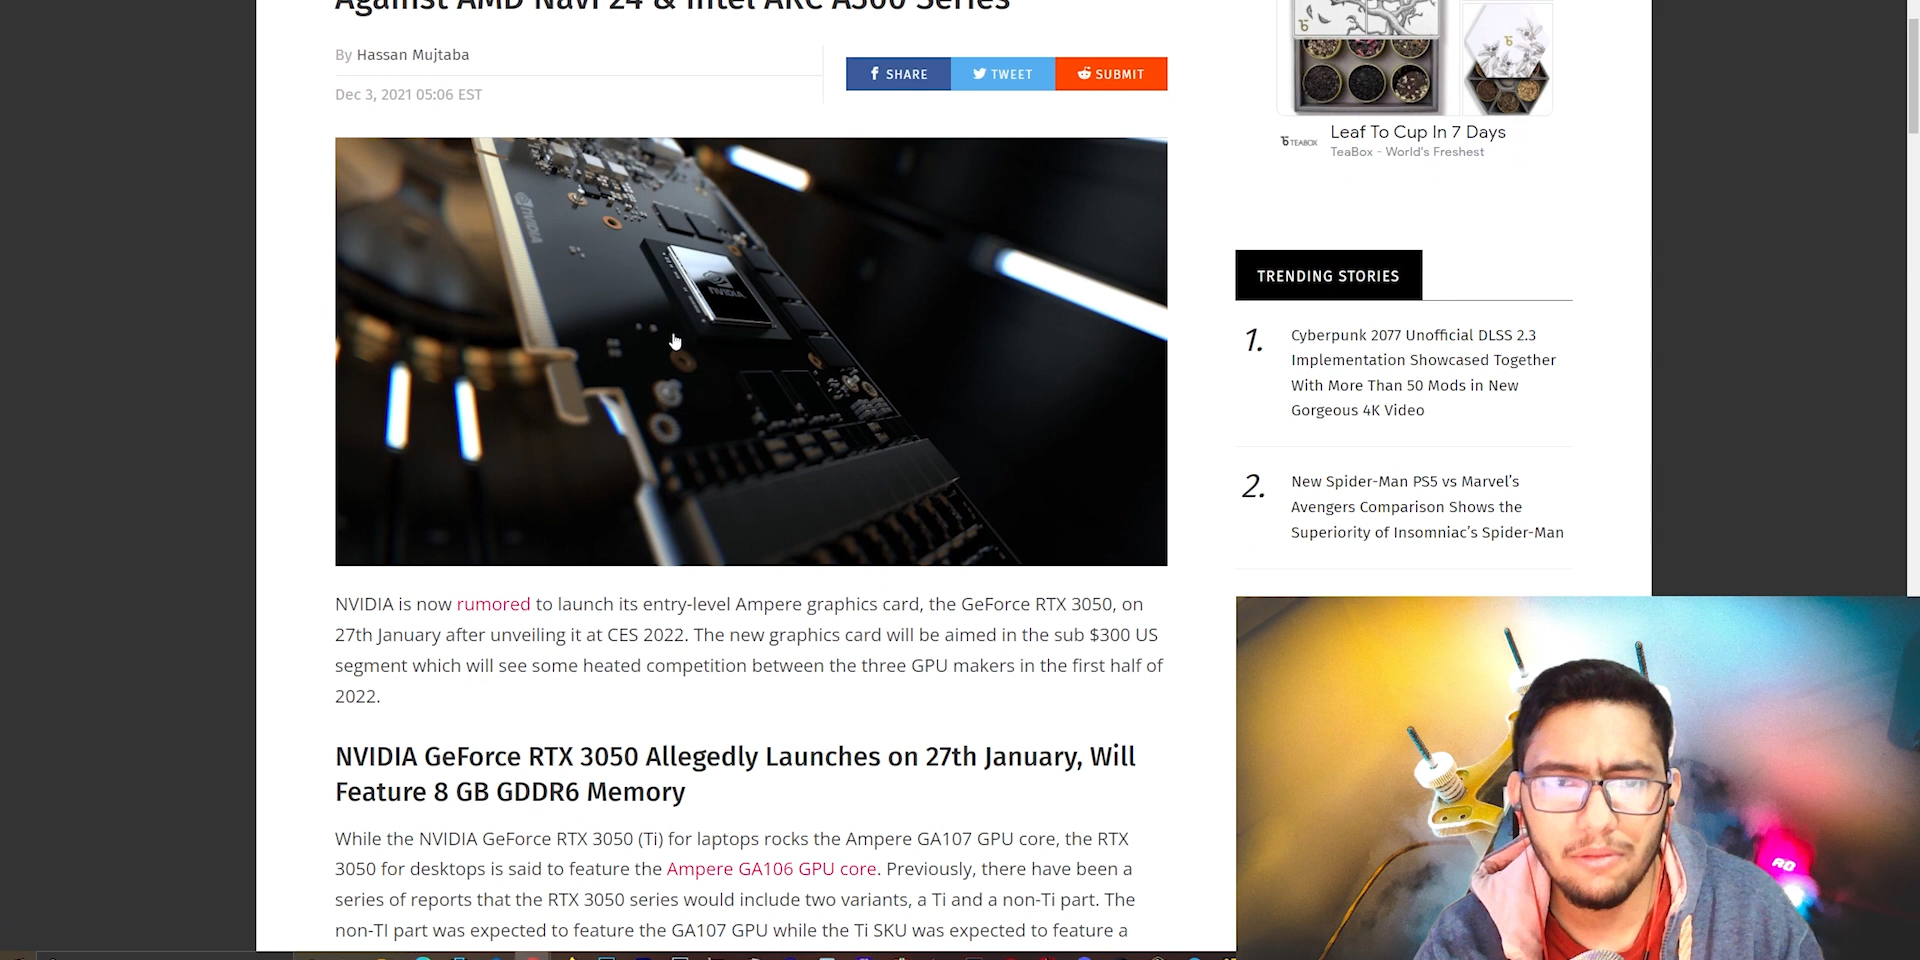 Against AMD Navi 24 & Intel ARC A500 Series
By Hassan Mujtaba
Dec 3, 2021 05:06 EST
SHARE
TWEET
SUBMIT
NVIDIA
NVIDIA
NVIDIA is now rumored to launch its entry-level Ampere graphics card, the GeForce RTX 3050, on
27th January after unveiling it at CES 2022. The new graphics card will be aimed in the sub $300 US
segment which will see some heated competition between the three GPU makers in the first half of
2022.
NVIDIA GeForce RTX 3050 Allegedly Launches on 27th January, Will
Feature 8 GB GDDR6 Memory
While the NVIDIA GeForce RTX 3050 (Ti) for laptops rocks the Ampere GA107 GPU core, the RTX
3050 for desktops is said to feature the Ampere GA106 GPU core. Previously, there have been a
series of reports that the RTX 3050 series would include two variants, a Ti and a non-Ti part. The
non-TI part was expected to feature the GA107 GPU while the Ti SKU was expected to feature a
TEABOX
Leaf To Cup In 7 Days
TeaBox - World's Freshest
TRENDING STORIES
1.
Cyberpunk 2077 Unofficial DLSS 2.3
Implementation Showcased Together
With More Than 50 Mods in New
Gorgeous 4K Video
2.
New Spider-Man PS5 vs Marvel's
Avengers Comparison Shows the
Superiority of Insomniac's Spider-Man